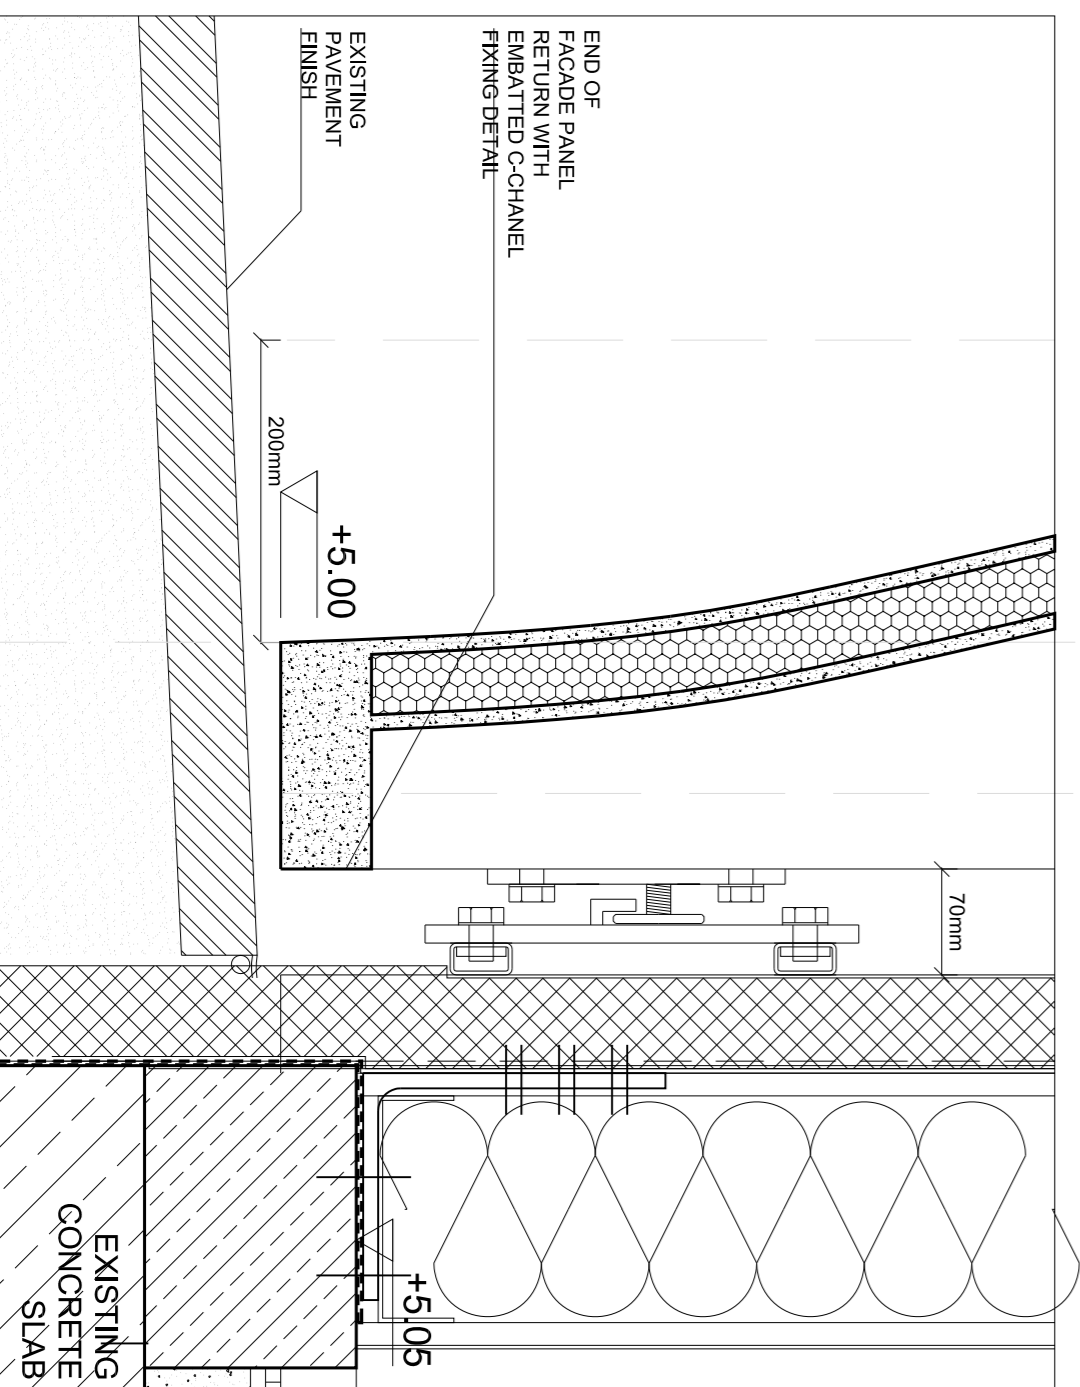 END OF
FACADE PANEL
RETURN WITH
EMBATTED C-CHANEL
FIXING DETAIL
EXISTING
PAVEMENT
FINISH
200mm
+5.00
70mm
+5.05
EXISTING
CONCRETE
SLAB